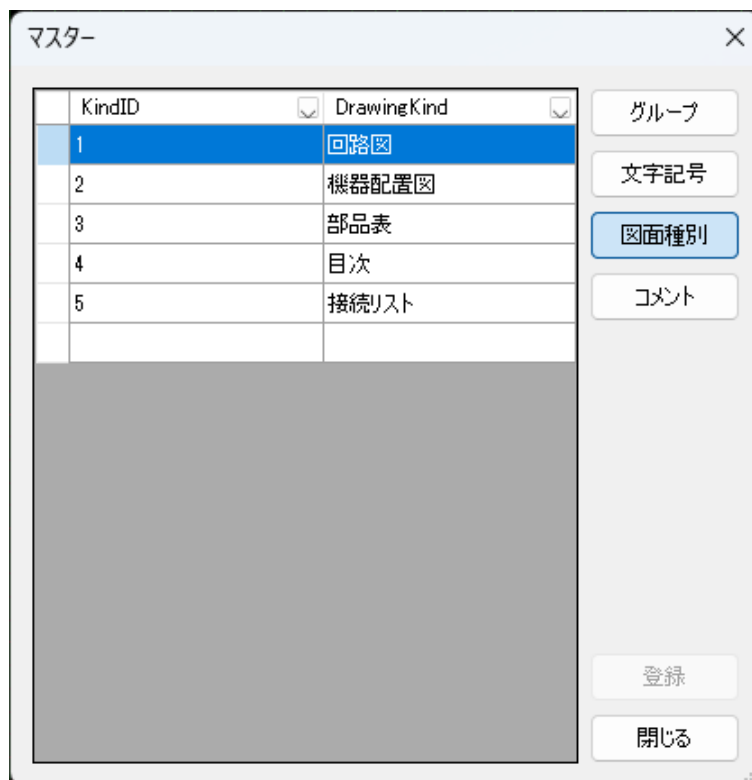 マスター
KindID DrawingKind
1 回路図
2 機器配置図
3 部品表
4 目次
5 接続リスト
グループ
文字記号
図面種別
コメント
登録
閉じる